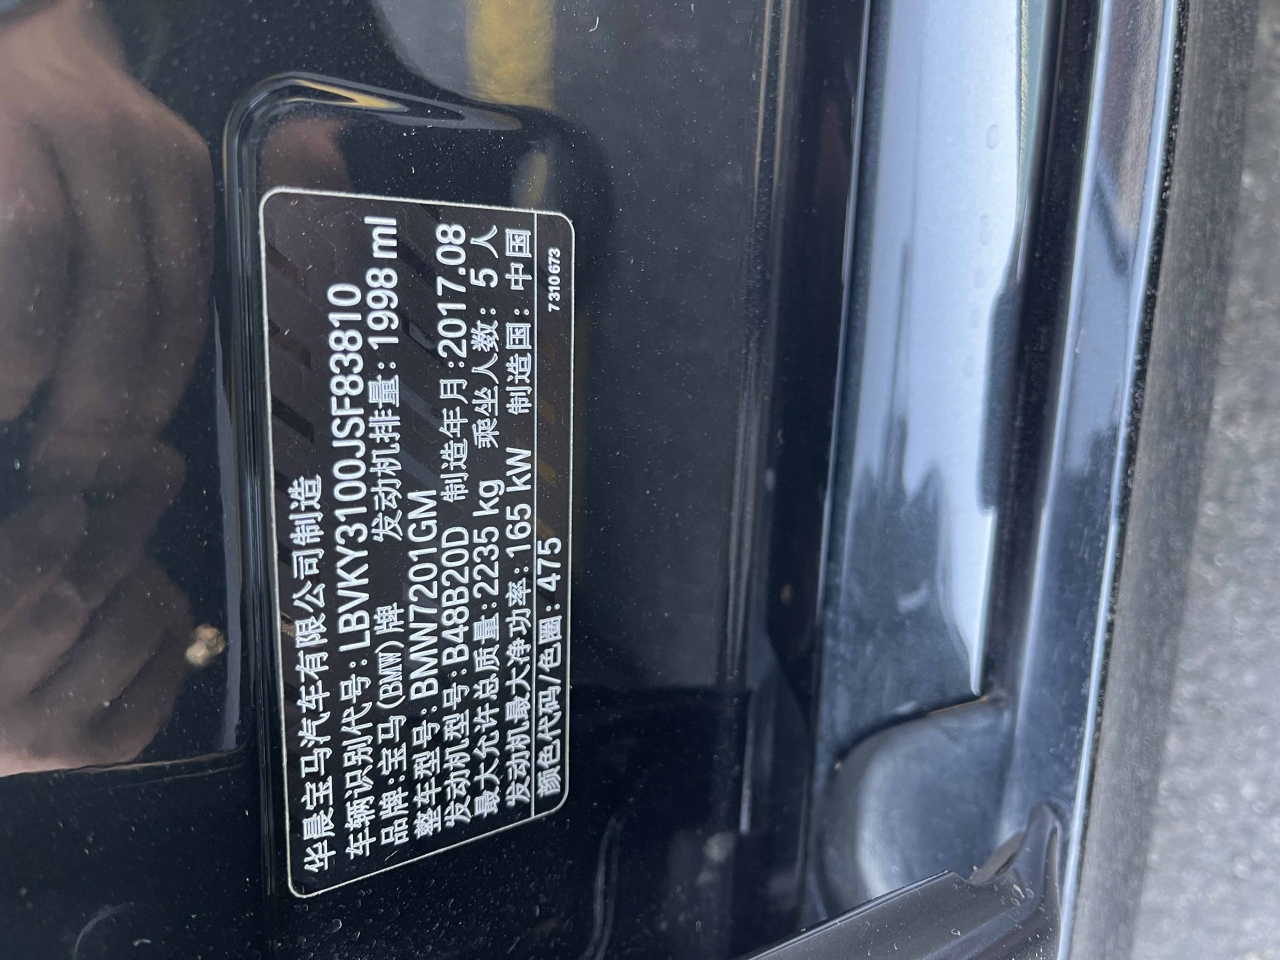 华晨宝马汽车有限公司制造
车辆识别代号:LBVKY3100JSF83810
品牌:宝马(BMW)牌 发动机排量:1998 ml
整车型号:BMW7201GM
发动机型号:B48B20D 制造年月:2017.08
最大允许总质量:2235 kg 乘坐人数: 5 人
发动机最大净功率:165 kW 制造国: 中国
颜色代码/色圈: 475 7310673